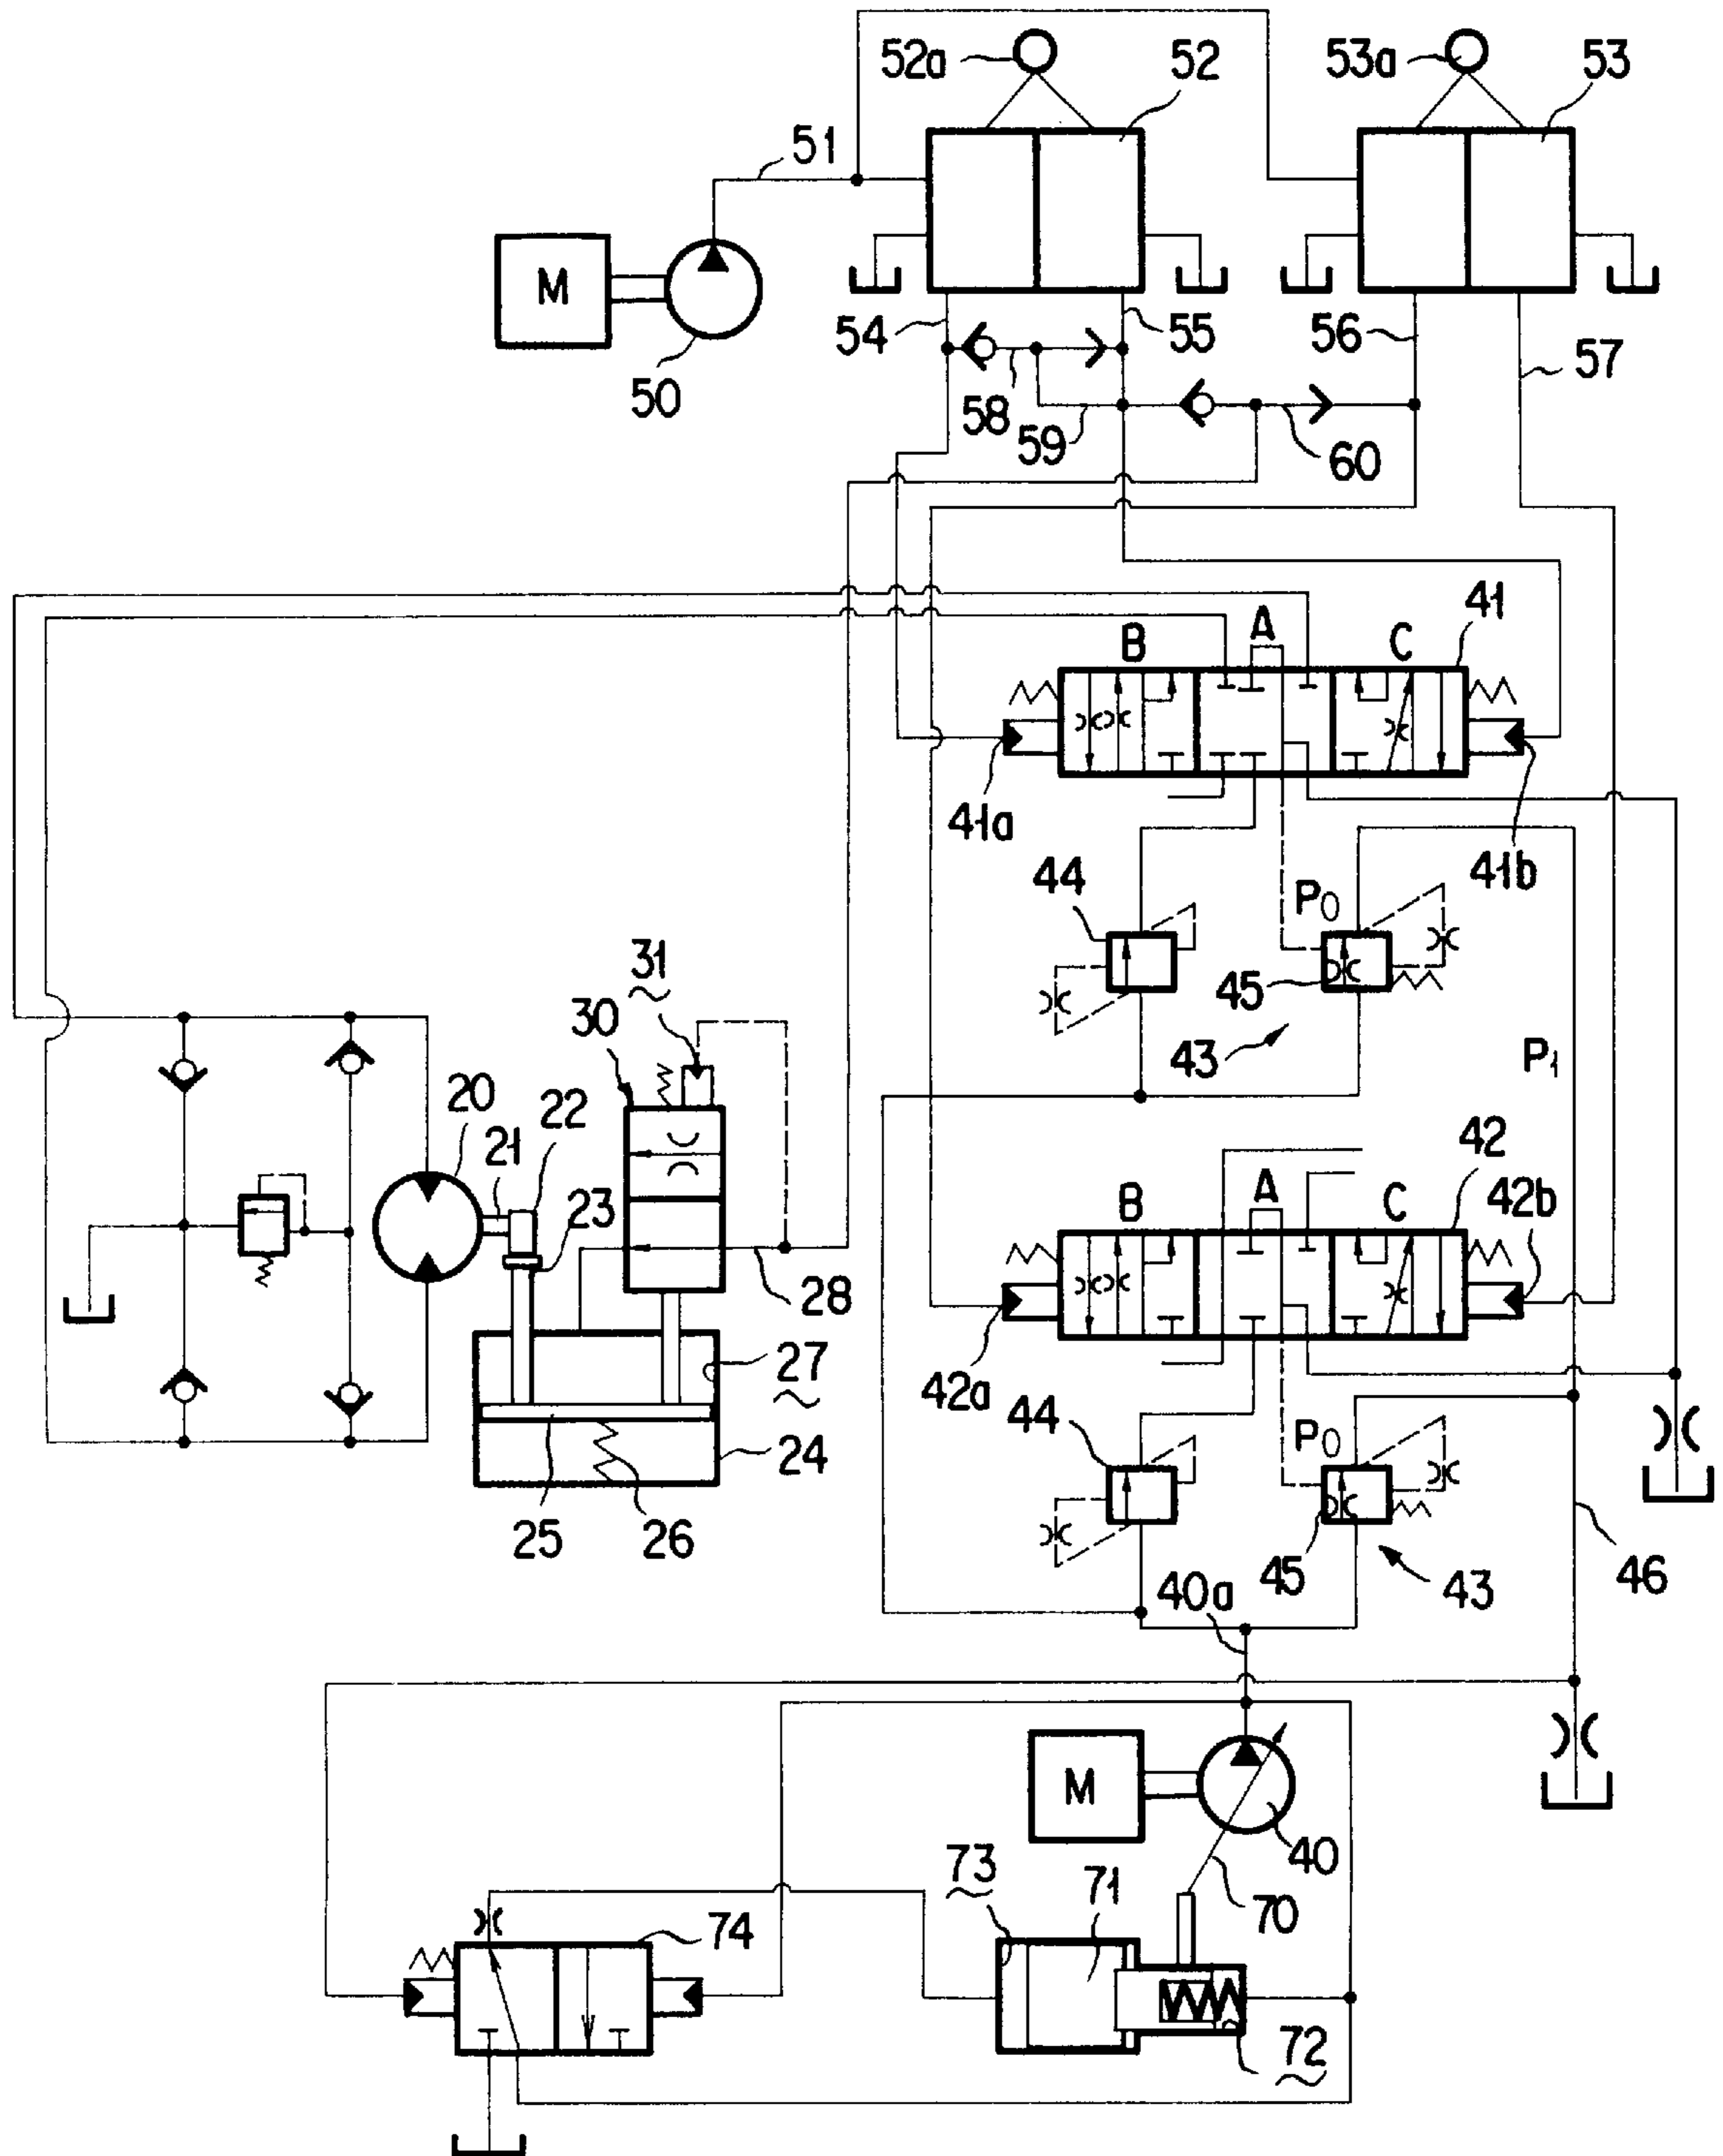 52a 52 53a 53
51
M
50
54 55 56 57
58 59 60
41
B A C
41a 41b
44 P0
31
30 45
43 P1
20 22 42
21 23 B A C 42b
28
27 42a
44 P0
24
25 26 45 43 46
40a
M
40
73 71 70
74
72